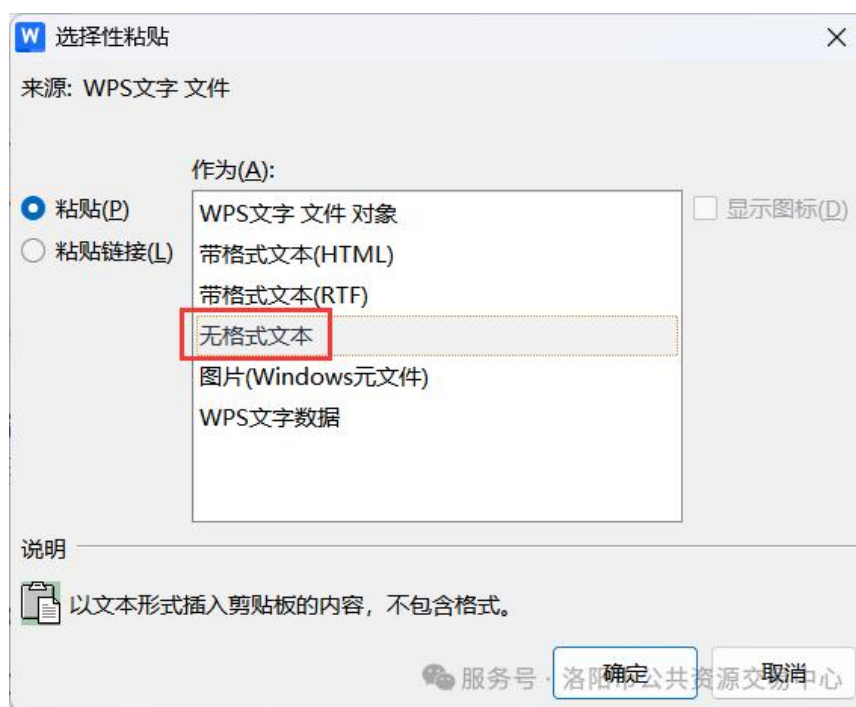 W 选择性粘贴
来源: WPS文字 文件
作为(A):
粘贴(P)
粘贴链接(L)
WPS文字 文件 对象
带格式文本(HTML)
带格式文本(RTF)
无格式文本
图片(Windows元文件)
WPS文字数据
显示图标(D)
说明
以文本形式插入剪贴板的内容，不包含格式。
确定
取消
服务号 · 洛阳市公共资源交易中心